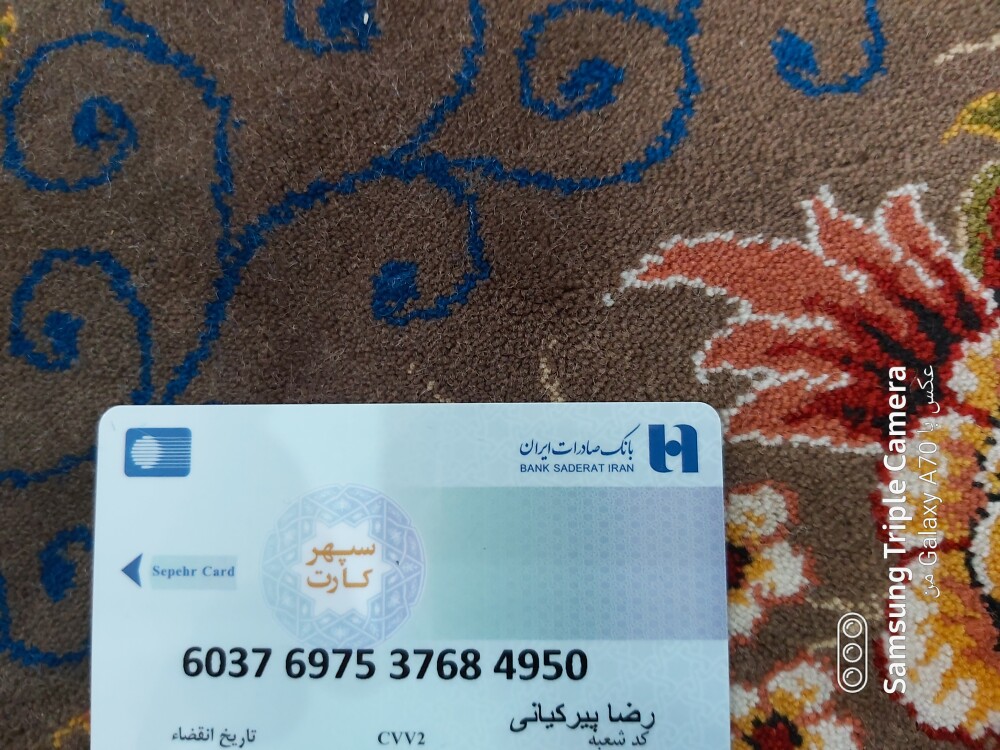 بانک صادرات ایران
BANK SADERAT IRAN
سپهر
کارت
Sepehr Card
6037 6975 3768 4950
رضا پیرکیانی
کد شعبه
CVV2
تاریخ انقضاء
Samsung Triple Camera
عکس با Galaxy A70 من